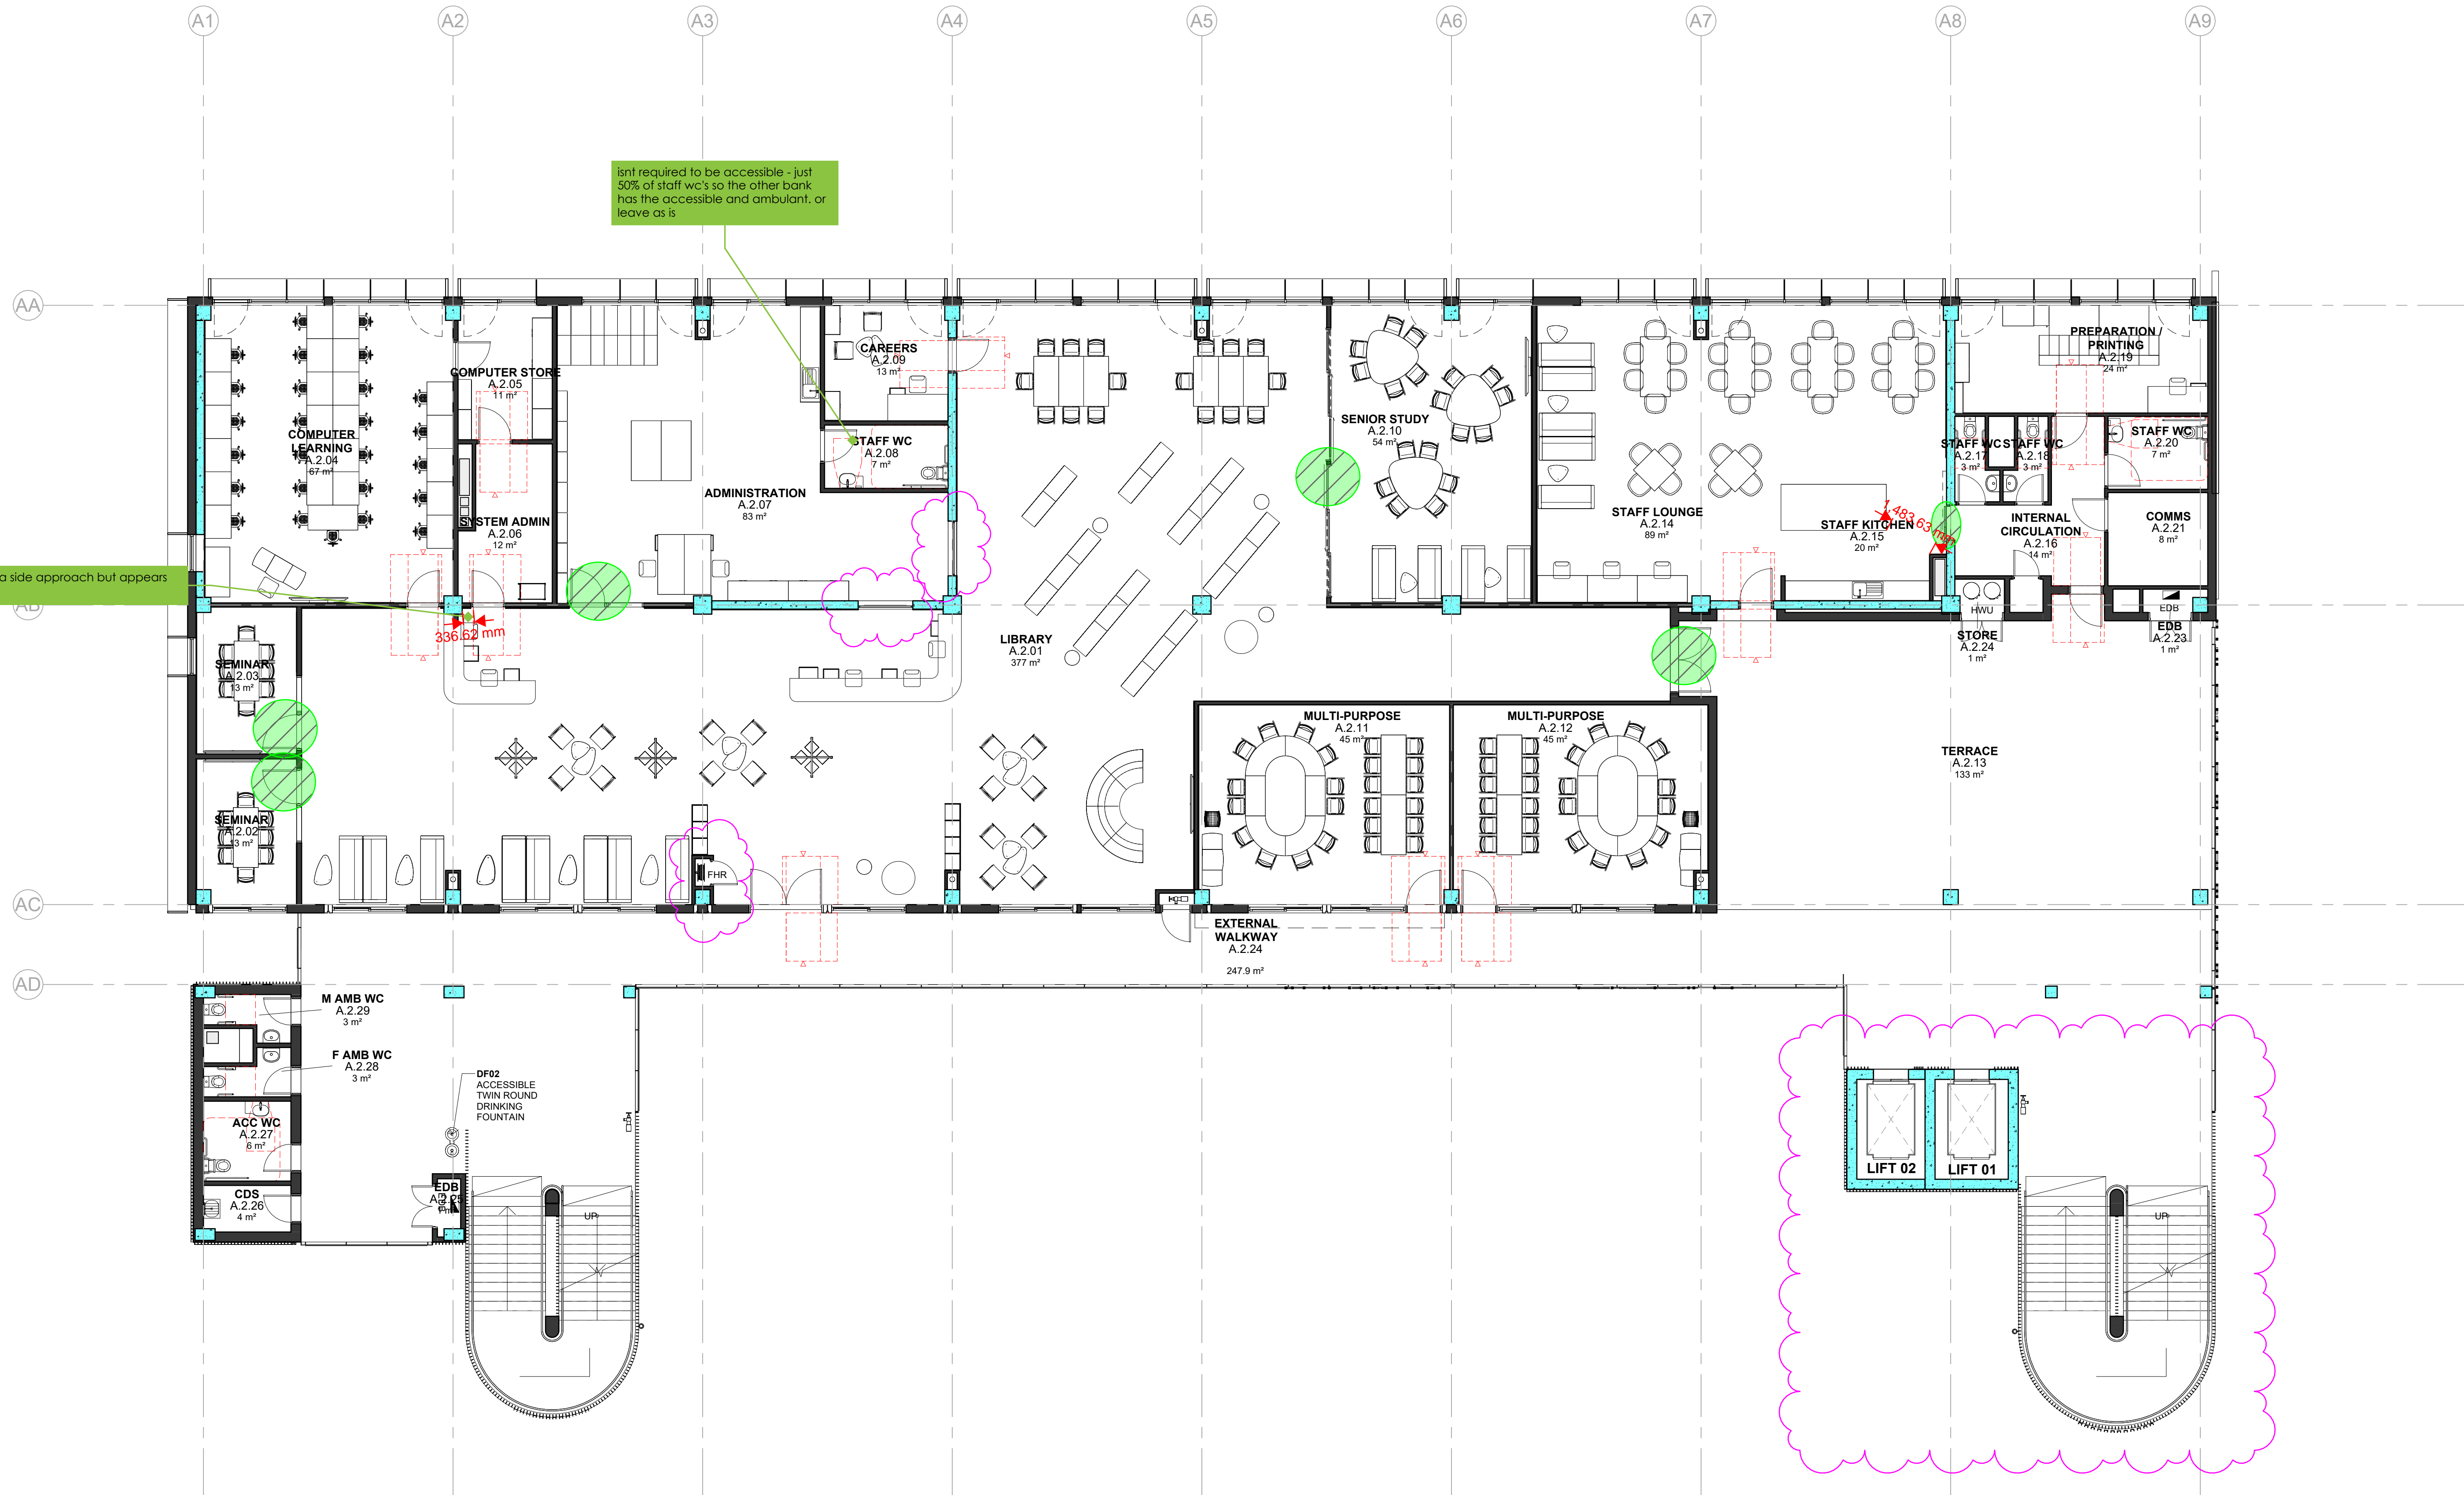 A1
A2
A3
A4
A5
A6
A7
A8
A9
isnt required to be accessible - just
50% of staff wc's so the other bank
has the accessible and ambulant. or
leave as is
AA
CAREERS
A.2.09
13 m²
COMPUTER STORE
A.2.05
11 m²
PREPARATION /
PRINTING
A.2.19
24 m²
COMPUTER
LEARNING
A.2.04
67 m²
STAFF WC
A.2.08
7 m²
SENIOR STUDY
A.2.10
54 m²
STAFF WC
A.2.17
3 m²
STAFF WC
A.2.18
3 m²
STAFF WC
A.2.20
7 m²
ADMINISTRATION
A.2.07
83 m²
SYSTEM ADMIN
A.2.06
12 m²
STAFF LOUNGE
A.2.14
89 m²
1,483.63 mm
STAFF KITCHEN
A.2.15
20 m²
INTERNAL
CIRCULATION
A.2.16
14 m²
COMMS
A.2.21
8 m²
a side approach but appears
AB
336.62 mm
HWU
STORE
A.2.24
1 m²
EDB
EDB
A.2.23
1 m²
LIBRARY
A.2.01
377 m²
SEMINAR
A.2.03
13 m²
MULTI-PURPOSE
A.2.11
45 m²
MULTI-PURPOSE
A.2.12
45 m²
TERRACE
A.2.13
133 m²
SEMINAR
A.2.02
13 m²
FHR
AC
EXTERNAL
WALKWAY
A.2.24
247.9 m²
AD
M AMB WC
A.2.29
3 m²
F AMB WC
A.2.28
3 m²
DF02
ACCESSIBLE
TWIN ROUND
DRINKING
FOUNTAIN
ACC WC
A.2.27
6 m²
LIFT 02
LIFT 01
CDS
A.2.26
4 m²
EDB
A.2.25
EDB
UP
UP